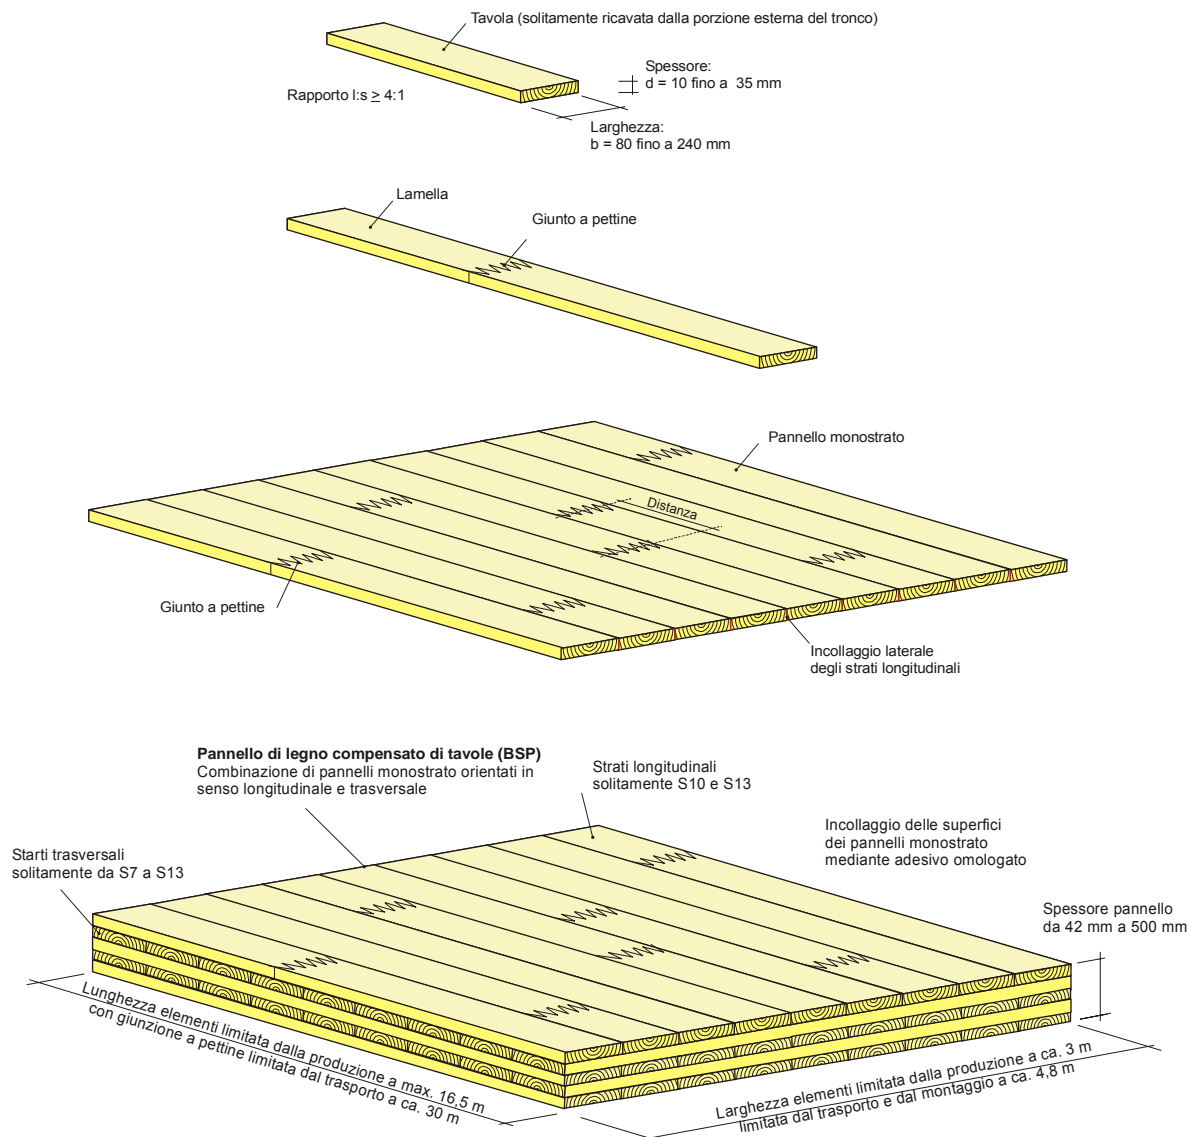 Tavola (solitamente ricavata dalla porzione esterna del tronco)
Spessore:
d = 10 fino a 35 mm
Rapporto l:s ≥ 4:1
Larghezza:
b = 80 fino a 240 mm
Lamella
Giunto a pettine
Pannello monostrato
Distanza
Giunto a pettine
Incollaggio laterale
degli strati longitudinali
Pannello di legno compensato di tavole (BSP)
Combinazione di pannelli monostrato orientati in
senso longitudinale e trasversale
Strati longitudinali
solitamente S10 e S13
Incollaggio delle superfici
dei pannelli monostrato
mediante adesivo omologato
Starti trasversali
solitamente da S7 a S13
Spessore pannello
da 42 mm a 500 mm
Lunghezza elementi limitata dalla produzione a max. 16,5 m
con giunzione a pettine limitata dal trasporto a ca. 30 m
Larghezza elementi limitata dalla produzione a ca. 3 m
limitata dal trasporto e dal montaggio a ca. 4,8 m